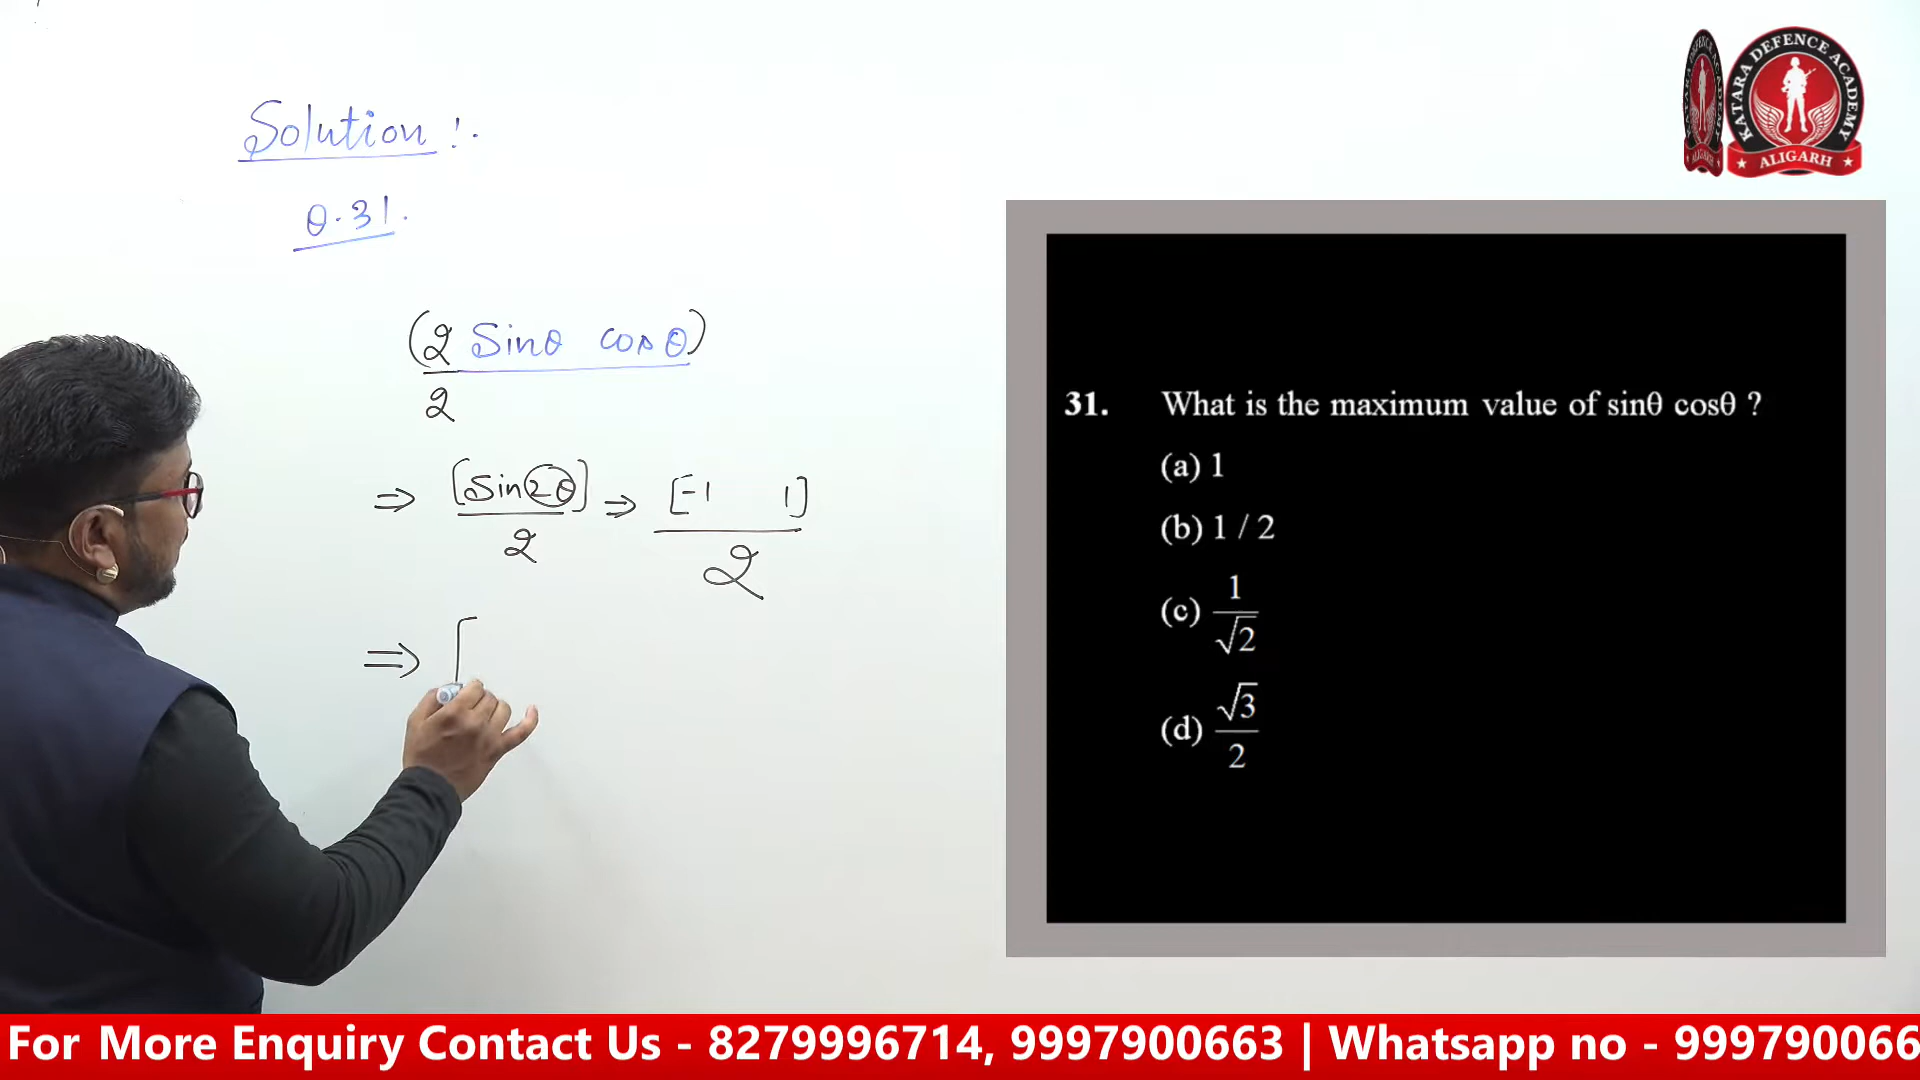 Solution :-
Q.31.
(2 Sinθ cosθ)
2
⇒ [Sin2θ] ⇒ [-1 1]
2 2
⇒ [
KATARA DEFENCE ACADEMY
ALIGARH
31. What is the maximum value of sinθ cosθ ?
(a) 1
(b) 1 / 2
(c) 1/√2
(d) √3/2
For More Enquiry Contact Us - 8279996714, 9997900663 | Whatsapp no - 999790066